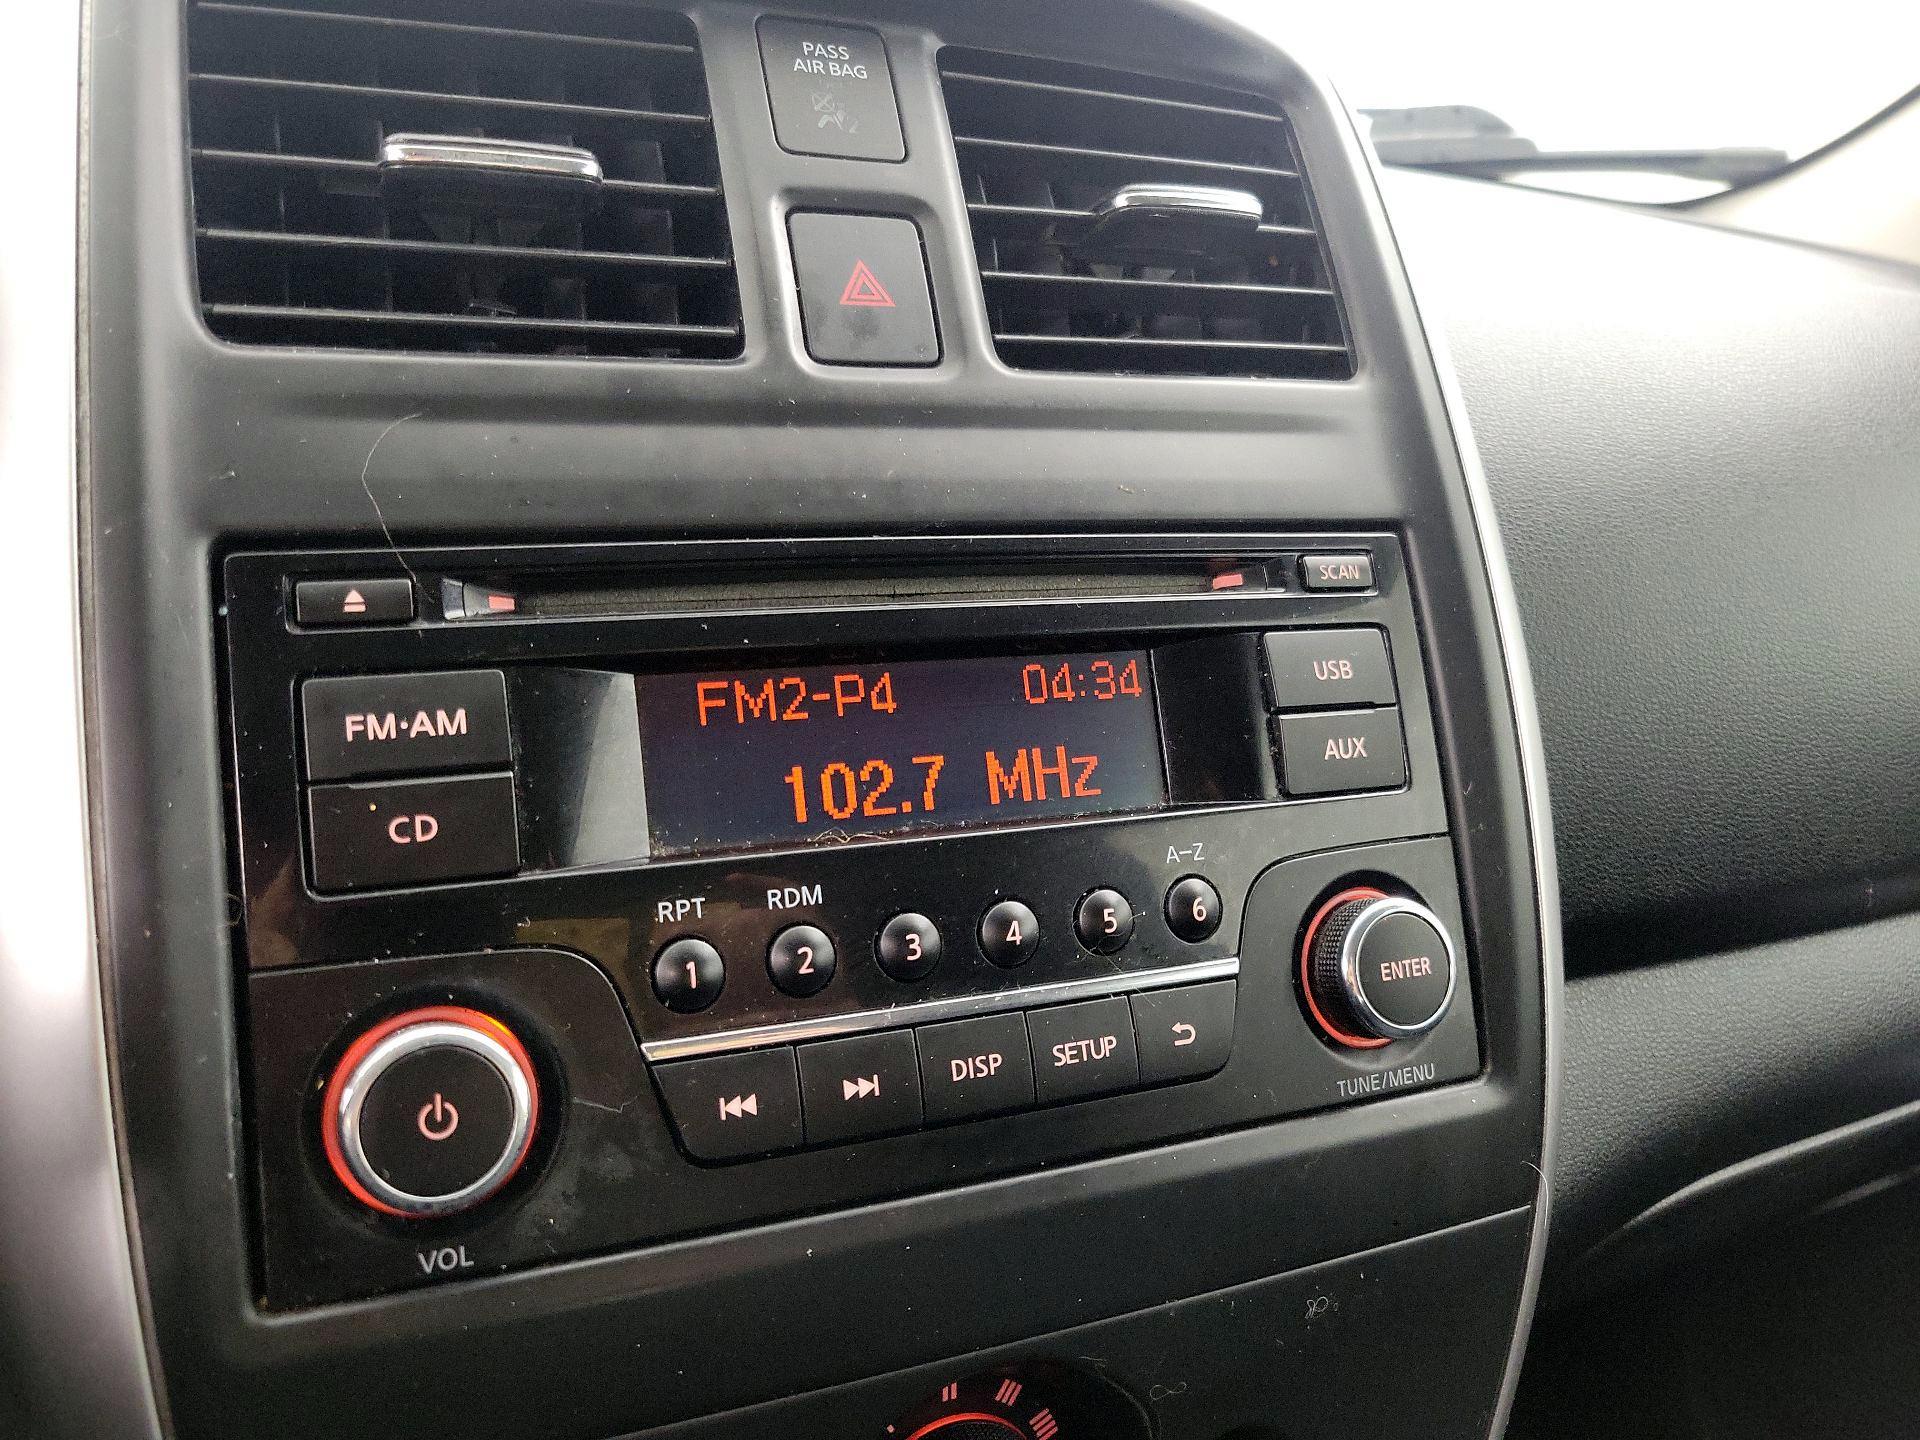 PASS
AIR BAG
SCAN
FM2-P4 04:34
102.7 MHz
FM·AM
CD
USB
AUX
RPT
RDM
A-Z
1
2
3
4
5
6
ENTER
DISP
SETUP
TUNE/MENU
VOL